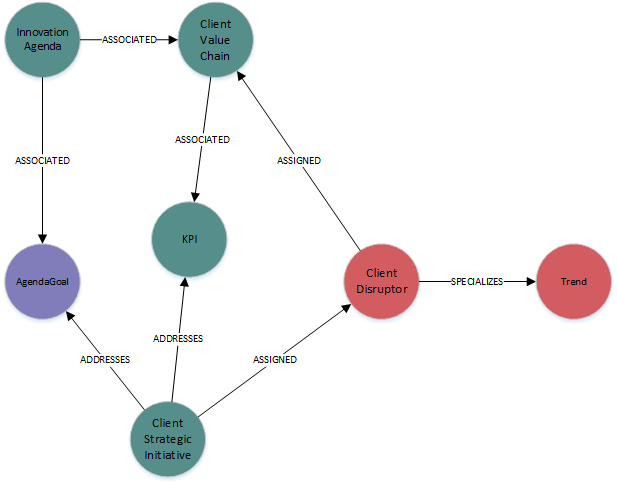 Innovation
Agenda
ASSOCIATED
Client
Value
Chain
ASSOCIATED
ASSOCIATED
ASSIGNED
KPI
AgendaGoal
Client
Disruptor
SPECIALIZES
Trend
ADDRESSES
ADDRESSES
ASSIGNED
Client
Strategic
Initiative